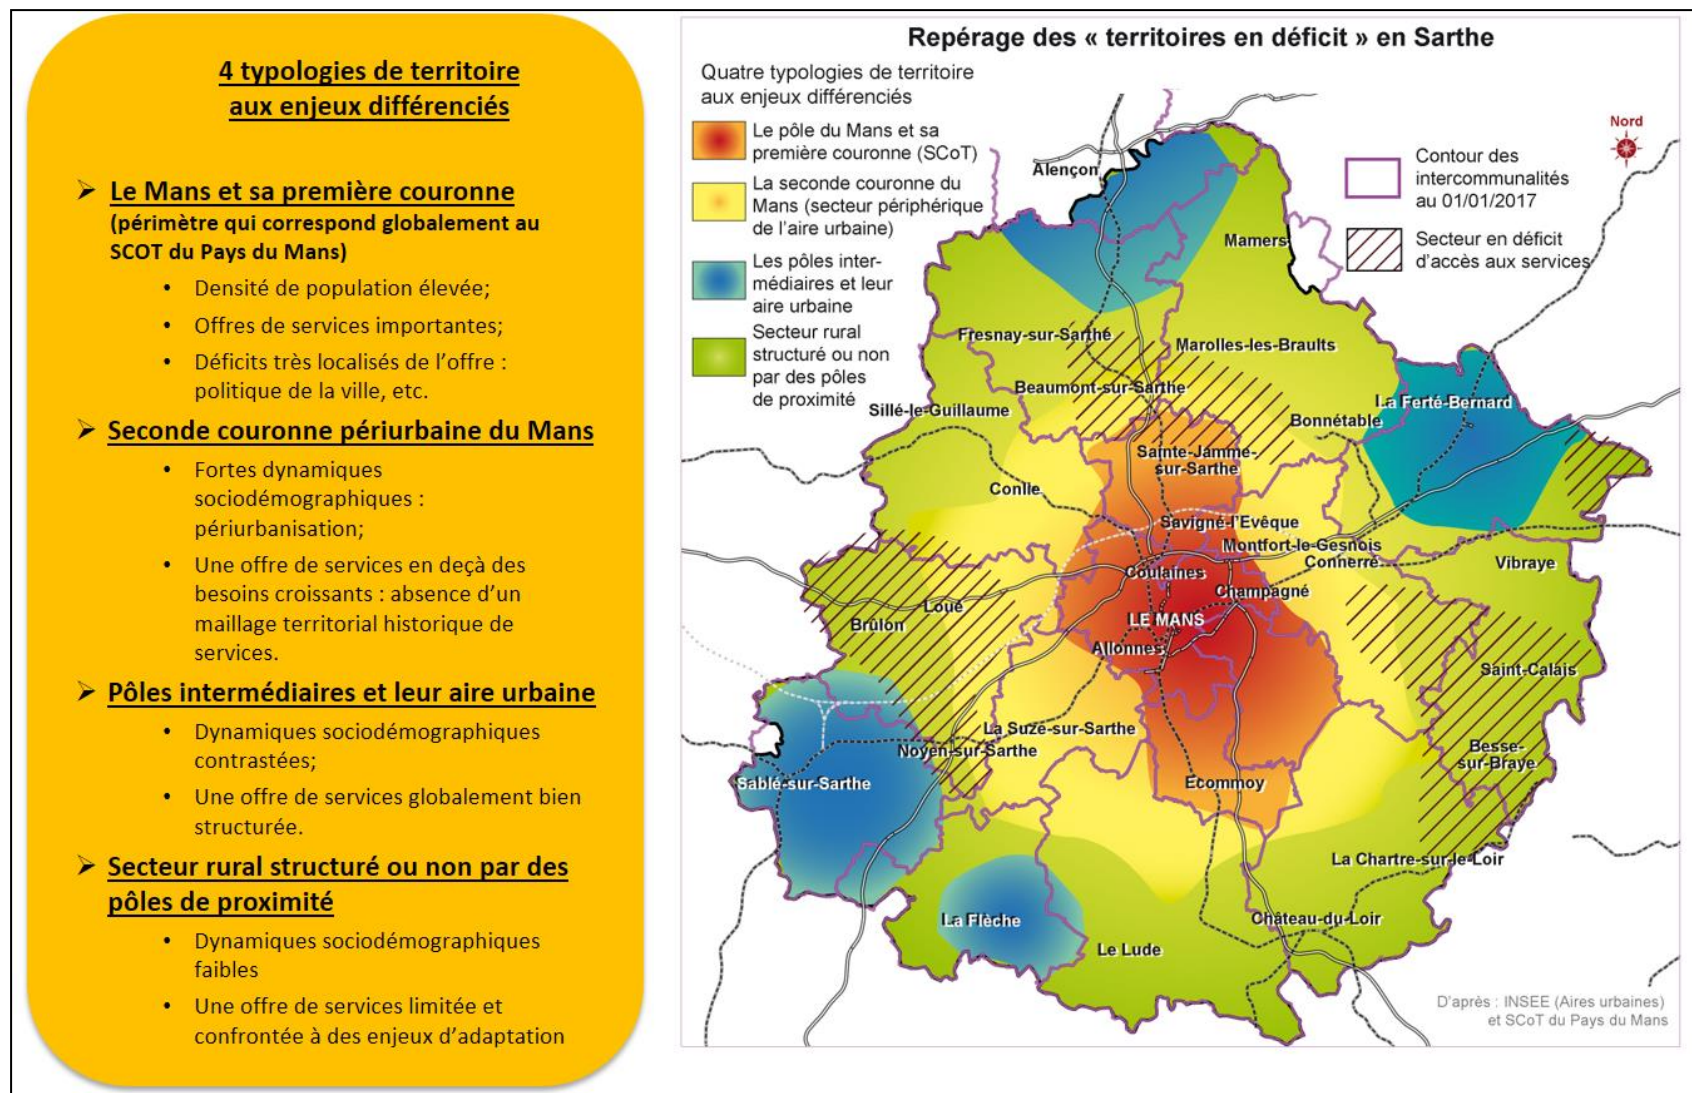 4 typologies de territoire
aux enjeux différenciés
➢ Le Mans et sa première couronne
(périmètre qui correspond globalement au
SCOT du Pays du Mans)
• Densité de population élevée;
• Offres de services importantes;
• Déficits très localisés de l'offre :
politique de la ville, etc.
➢ Seconde couronne périurbaine du Mans
• Fortes dynamiques
sociodémographiques :
périurbanisation;
• Une offre de services en deçà des
besoins croissants : absence d'un
maillage territorial historique de
services.
➢ Pôles intermédiaires et leur aire urbaine
• Dynamiques sociodémographiques
contrastées;
• Une offre de services globalement bien
structurée.
➢ Secteur rural structuré ou non par des
pôles de proximité
• Dynamiques sociodémographiques
faibles
• Une offre de services limitée et
confrontée à des enjeux d'adaptation
Repérage des « territoires en déficit » en Sarthe
Quatre typologies de territoire
aux enjeux différenciés
Le pôle du Mans et sa
première couronne (SCoT)
La seconde couronne du
Mans (secteur périphérique
de l'aire urbaine)
Les pôles inter-
médiaires et leur
aire urbaine
Secteur rural
structuré ou non
par des pôles
de proximité
Nord
Contour des
intercommunalités
au 01/01/2017
Secteur en déficit
d'accès aux services
Alençon
Mamers
Fresnay-sur-Sarthe
Marolles-les-Braults
Beaumont-sur-Sarthe
La Ferté-Bernard
Sillé-le-Guillaume
Bonnétable
Sainte-Jamme-
sur-Sarthe
Conlie
Savigné-l'Evêque
Montfort-le-Gesnois
Connerré
Vibraye
Coulaines
Champagné
Loué
Brûlon
LE MANS
Allonnes
Saint-Calais
La Suze-sur-Sarthe
Noyen-sur-Sarthe
Besse-
sur-Braye
Sablé-sur-Sarthe
Ecommoy
La Chartre-sur-le-Loir
La Flèche
Château-du-Loir
Le Lude
D'après : INSEE (Aires urbaines)
et SCoT du Pays du Mans